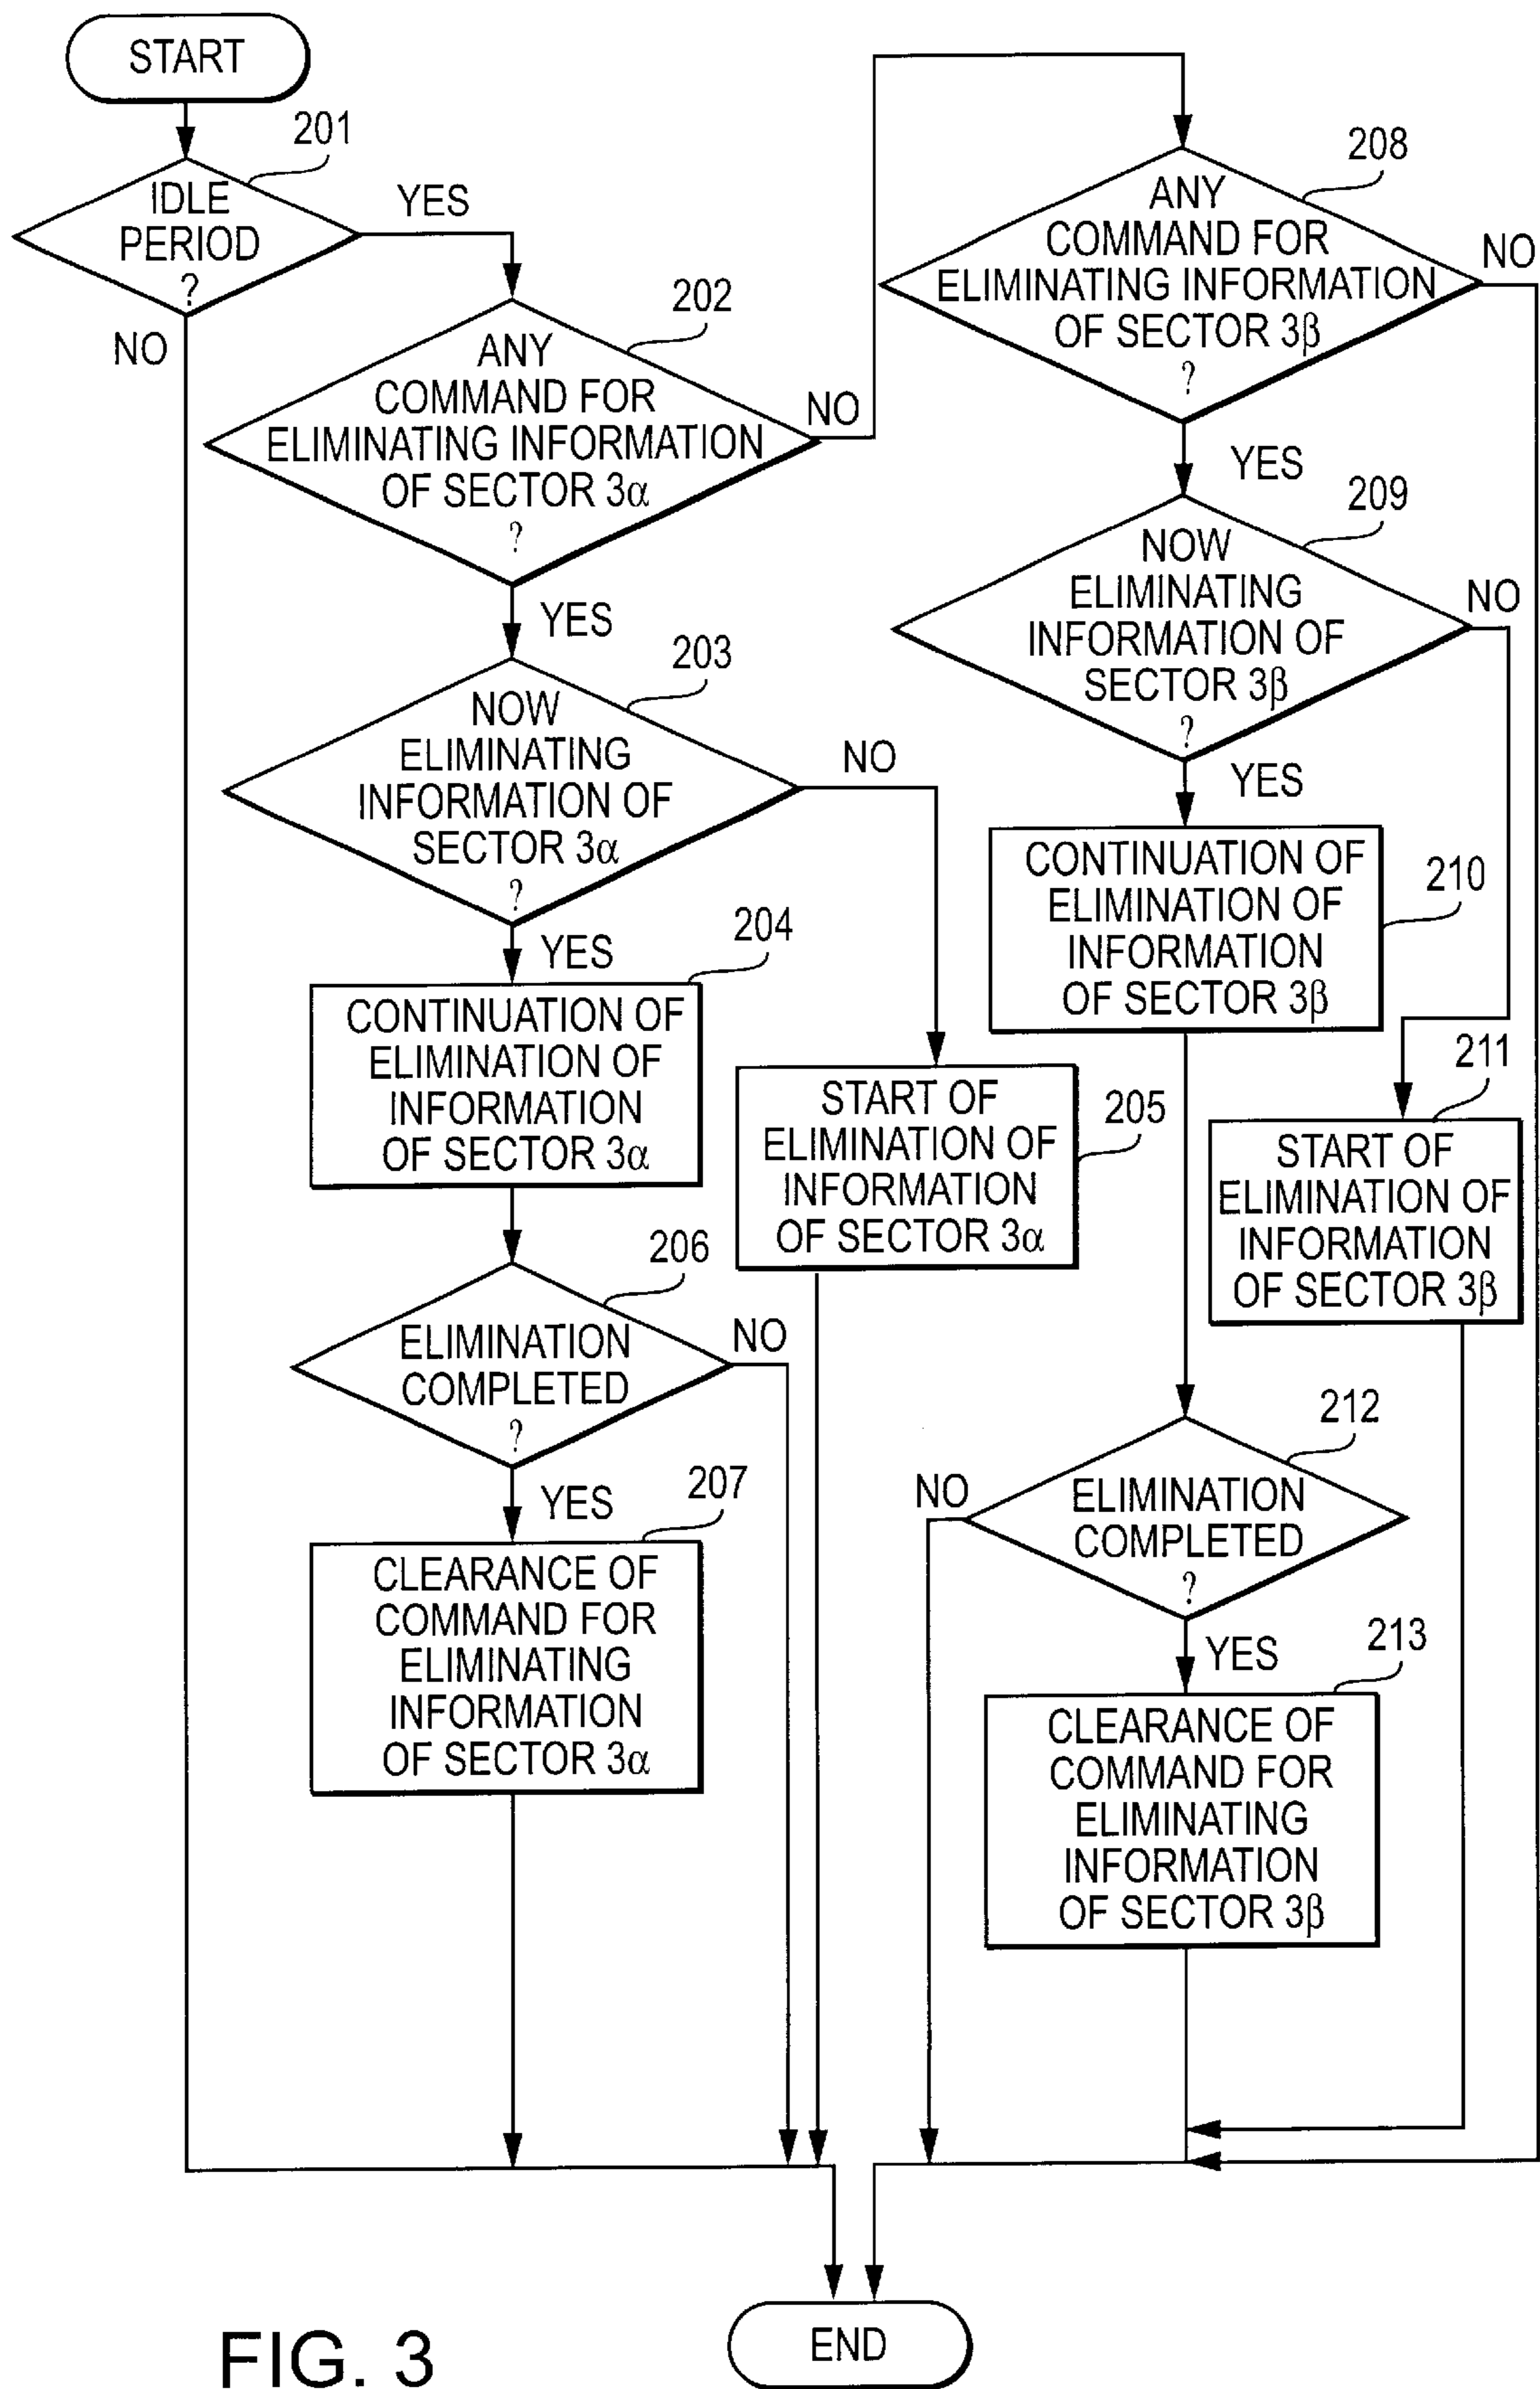 START
201
IDLE
PERIOD
?
YES
NO
202
ANY
COMMAND FOR
ELIMINATING INFORMATION
OF SECTOR 3α
?
NO
YES
203
NOW
ELIMINATING
INFORMATION OF
SECTOR 3α
?
NO
YES
204
CONTINUATION OF
ELIMINATION OF
INFORMATION
OF SECTOR 3α
205
START OF
ELIMINATION OF
INFORMATION
OF SECTOR 3α
206
ELIMINATION
COMPLETED
?
NO
YES
207
CLEARANCE OF
COMMAND FOR
ELIMINATING
INFORMATION
OF SECTOR 3α
208
ANY
COMMAND FOR
ELIMINATING INFORMATION
OF SECTOR 3β
?
NO
YES
209
NOW
ELIMINATING
INFORMATION OF
SECTOR 3β
?
NO
YES
210
CONTINUATION OF
ELIMINATION OF
INFORMATION
OF SECTOR 3β
211
START OF
ELIMINATION OF
INFORMATION
OF SECTOR 3β
212
ELIMINATION
COMPLETED
?
NO
YES
213
CLEARANCE OF
COMMAND FOR
ELIMINATING
INFORMATION
OF SECTOR 3β
END
FIG. 3